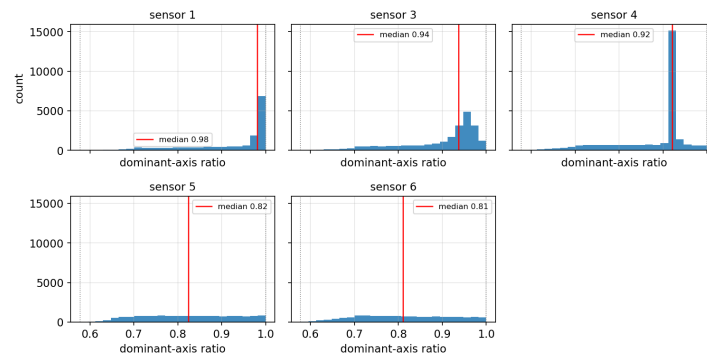 sensor 1
sensor 3
sensor 4
15000
10000
5000
0
count
median 0.98
median 0.94
median 0.92
dominant-axis ratio
dominant-axis ratio
dominant-axis ratio
sensor 5
sensor 6
15000
10000
5000
0
median 0.82
median 0.81
0.6 0.7 0.8 0.9 1.0
0.6 0.7 0.8 0.9 1.0
dominant-axis ratio
dominant-axis ratio